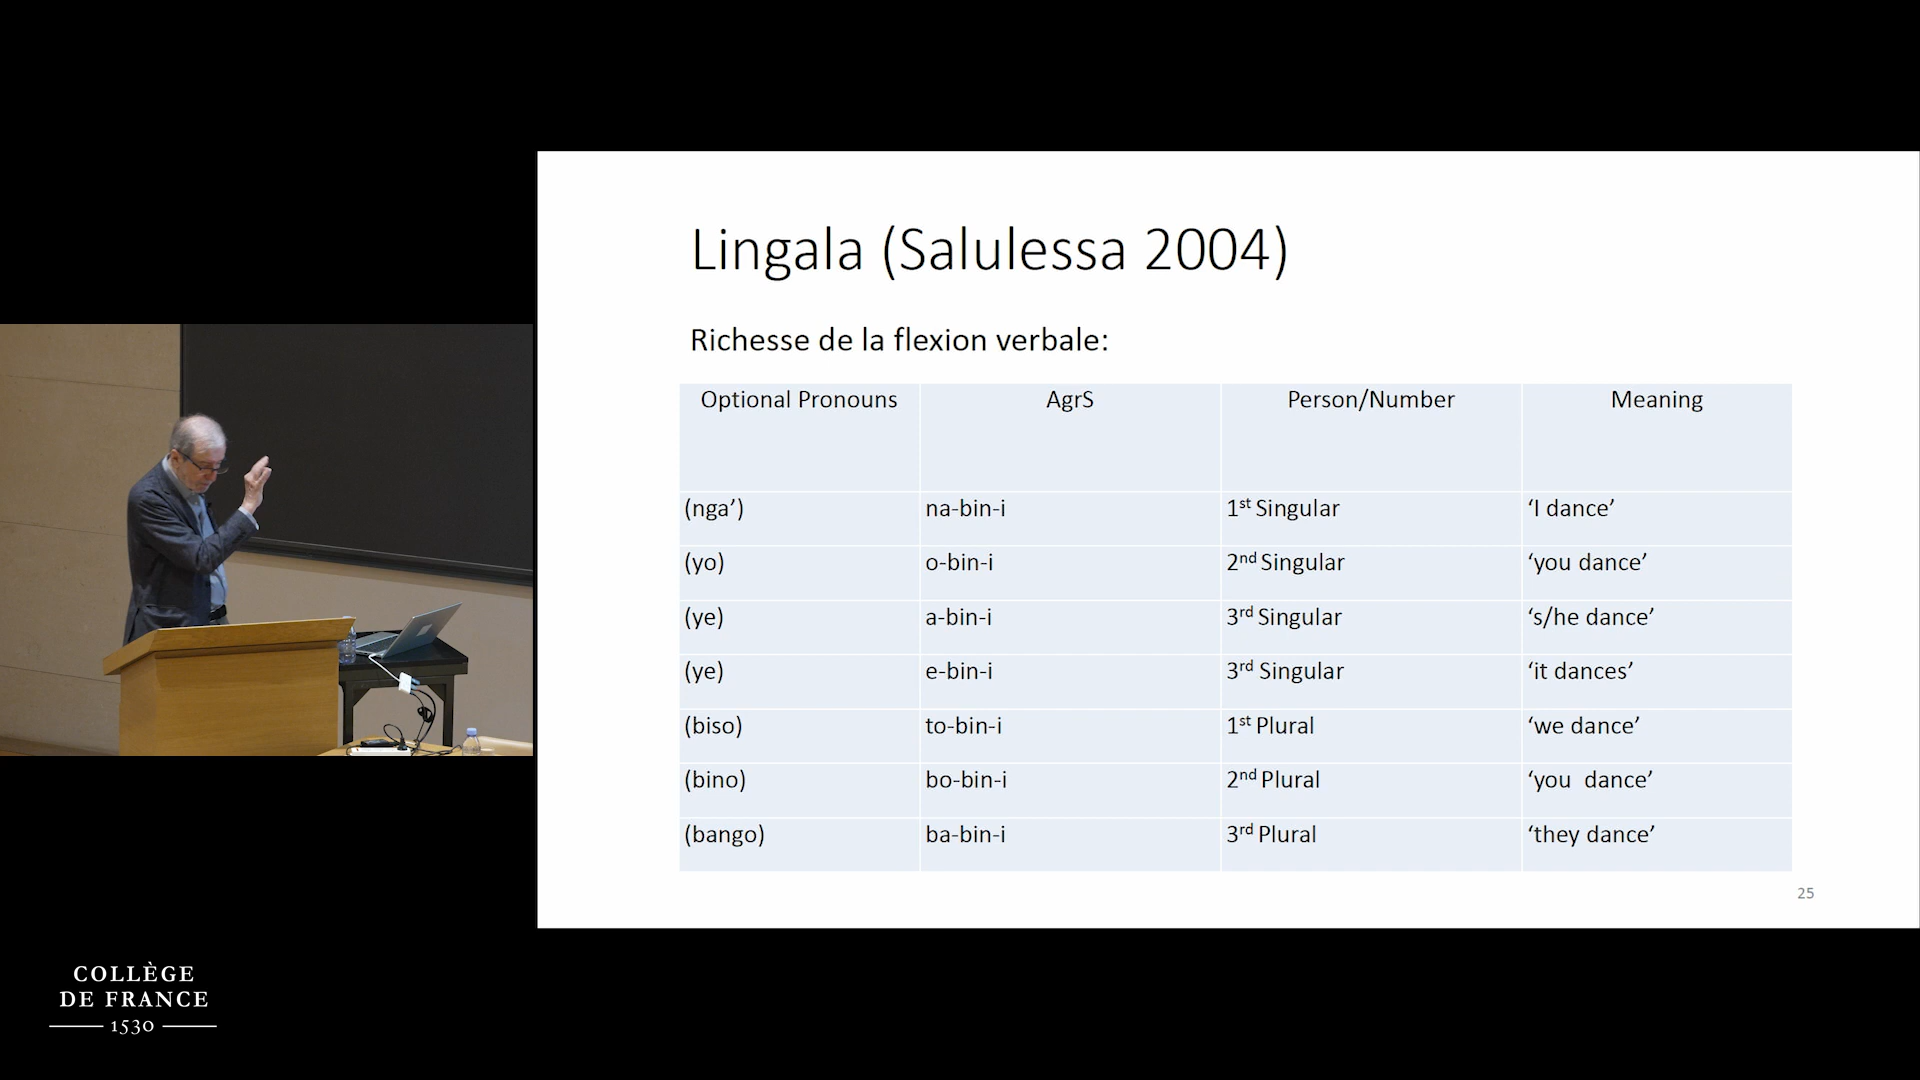 Lingala (Salulessa 2004)
Richesse de la flexion verbale:
Optional Pronouns AgrS Person/Number Meaning
(nga’) na-bin-i 1st Singular ‘I dance’
(yo) o-bin-i 2nd Singular ‘you dance’
(ye) a-bin-i 3rd Singular ‘s/he dance’
(ye) e-bin-i 3rd Singular ‘it dances’
(biso) to-bin-i 1st Plural ‘we dance’
(bino) bo-bin-i 2nd Plural ‘you  dance’
(bango) ba-bin-i 3rd Plural ‘they dance’
25
COLLÈGE
DE FRANCE
1530